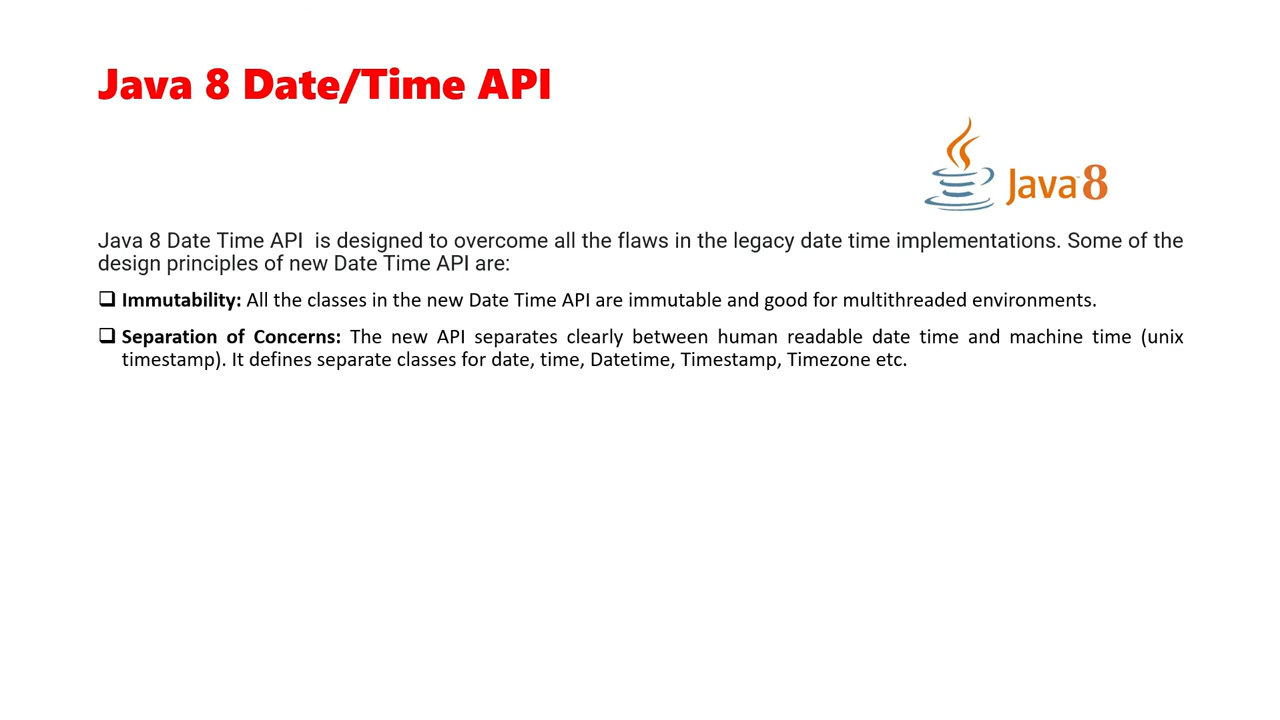 Java 8 Date/Time API
Java 8
Java 8 Date Time API  is designed to overcome all the flaws in the legacy date time implementations. Some of the
design principles of new Date Time API are:
❑ Immutability: All the classes in the new Date Time API are immutable and good for multithreaded environments.
❑ Separation of Concerns: The new API separates clearly between human readable date time and machine time (unix
timestamp). It defines separate classes for date, time, Datetime, Timestamp, Timezone etc.